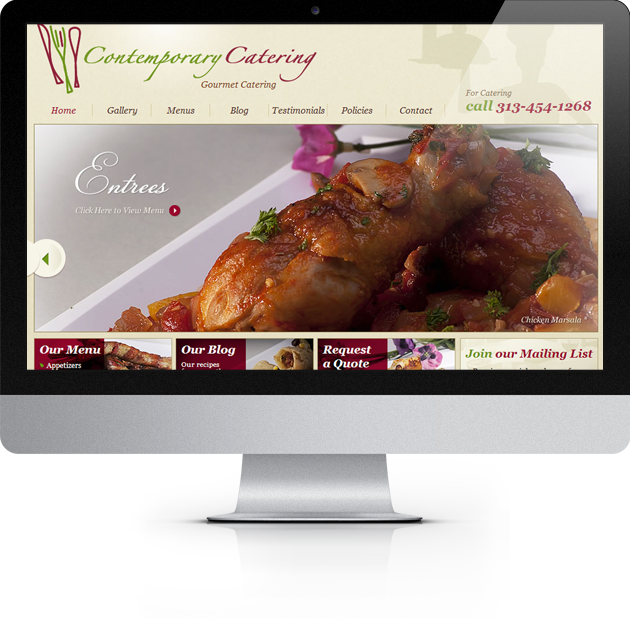 Contemporary Catering
Gourmet Catering
For Catering
call 313-454-1268
Home Gallery Menus Blog Testimonials Policies Contact
Entrees
Click Here to View Menu
Chicken Marsala
Our Menu
Appetizers
Our Blog
Our recipes
Request
a Quote
Join our Mailing List